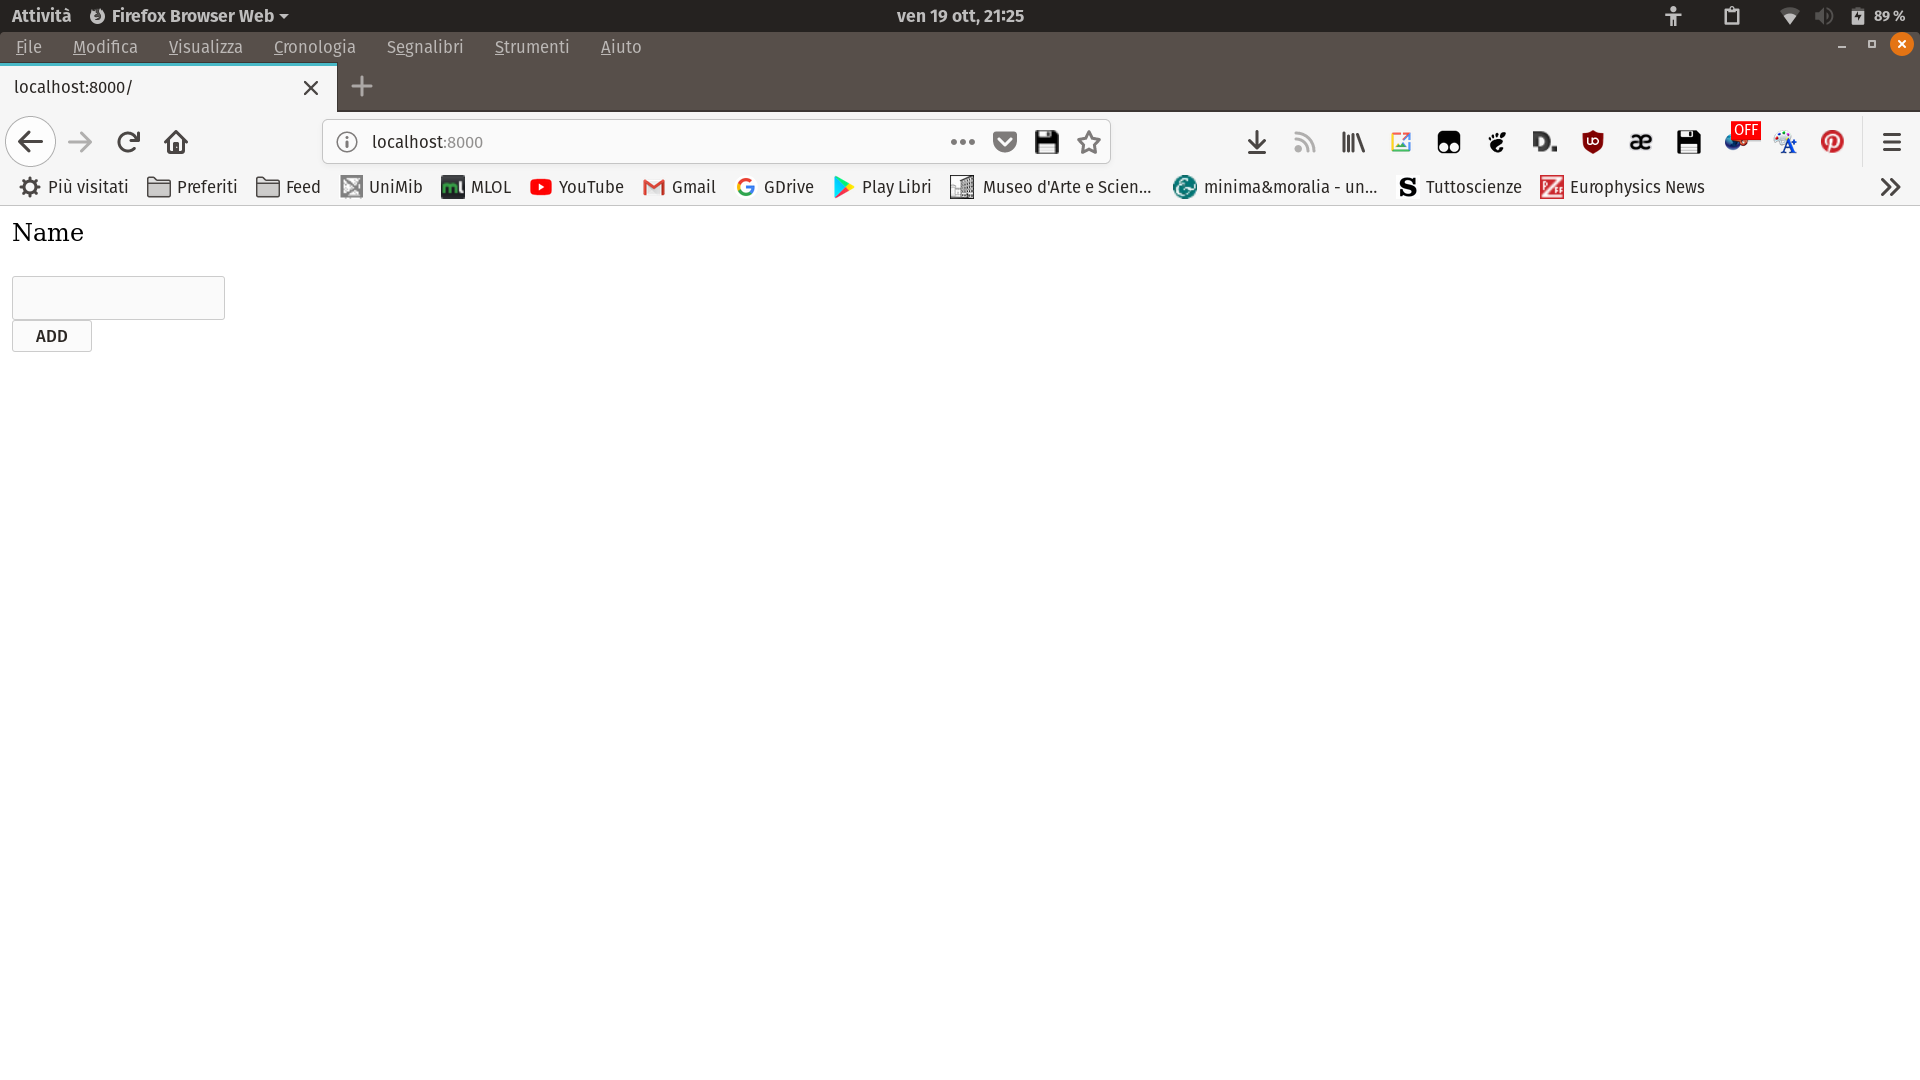 Attività Firefox Browser Web ven 19 ott, 21:25 89 %
File Modifica Visualizza Cronologia Segnalibri Strumenti Aiuto
localhost:8000/
localhost:8000 D. uo æ OFF A
Più visitati Preferiti Feed UniMib mL MLOL YouTube Gmail GDrive Play Libri Museo d'Arte e Scien... minima&moralia - un... S Tuttoscienze Europhysics News
Name
ADD